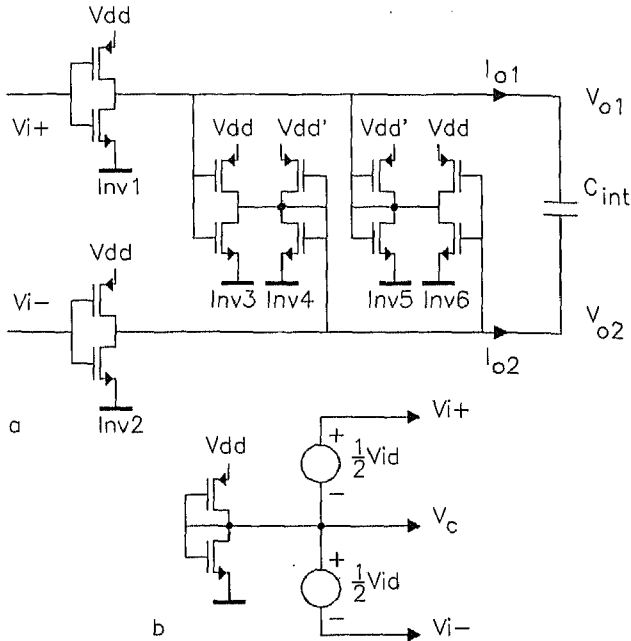 Vdd
Vi+
Inv1
Io1
Vo1
Vdd Vdd' Vdd' Vdd
Cint
Inv3 Inv4 Inv5 Inv6
Vdd
Vi-
Inv2
Io2
Vo2
a
Vdd
+ ½Vid -
Vi+
Vc
+ ½Vid -
Vi-
b